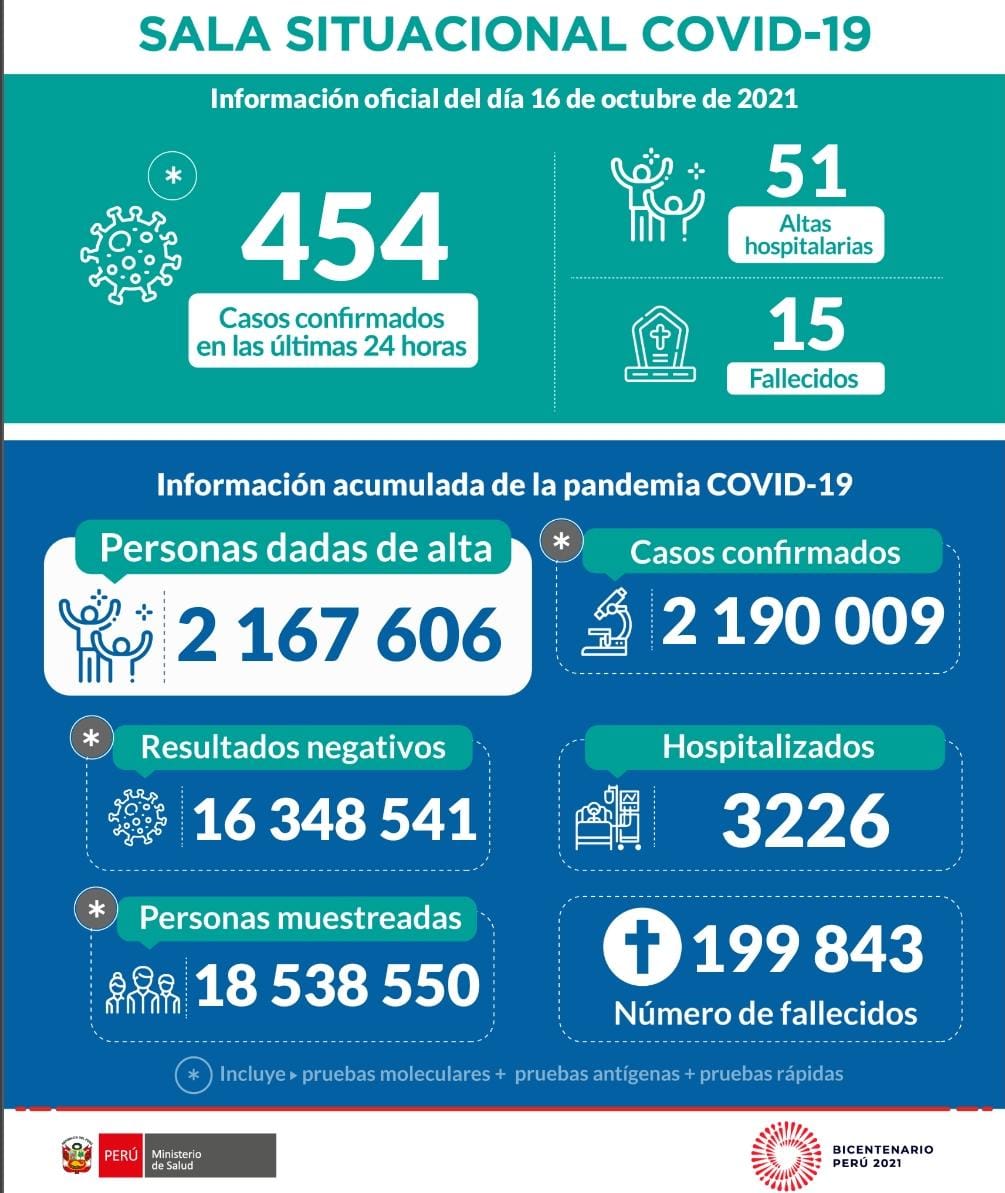 SALA SITUACIONAL COVID-19
Información oficial del día 16 de octubre de 2021
*
454
Casos confirmados
en las últimas 24 horas
51
Altas
hospitalarias
15
Fallecidos
Información acumulada de la pandemia COVID-19
Personas dadas de alta
2 167 606
*
Casos confirmados
2 190 009
*
Resultados negativos
16 348 541
Hospitalizados
3226
*
Personas muestreadas
18 538 550
199 843
Número de fallecidos
* Incluye ▸ pruebas moleculares + pruebas antígenas + pruebas rápidas
PERÚ
Ministerio
de Salud
BICENTENARIO
PERÚ 2021